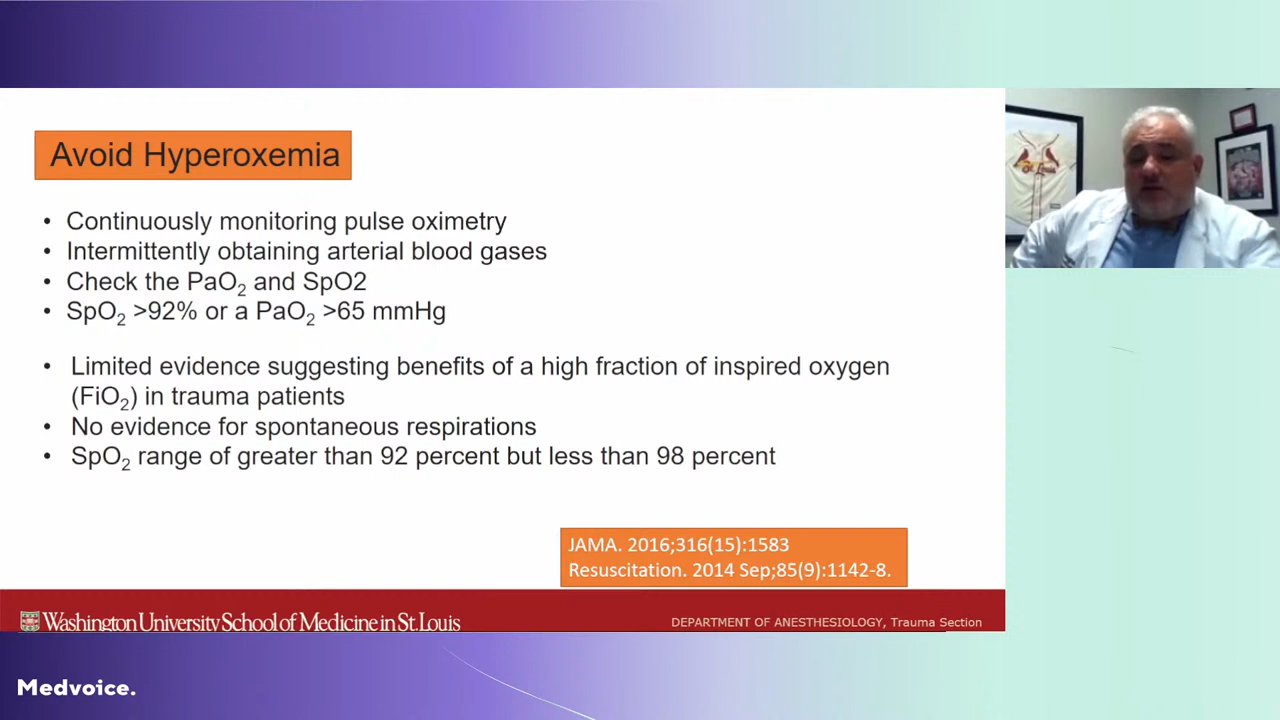 Avoid Hyperoxemia
• Continuously monitoring pulse oximetry
• Intermittently obtaining arterial blood gases
• Check the PaO₂ and SpO2
• SpO₂ >92% or a PaO₂ >65 mmHg
• Limited evidence suggesting benefits of a high fraction of inspired oxygen
(FiO₂) in trauma patients
• No evidence for spontaneous respirations
• SpO₂ range of greater than 92 percent but less than 98 percent
JAMA. 2016;316(15):1583
Resuscitation. 2014 Sep;85(9):1142-8.
Washington University School of Medicine in St. Louis
DEPARTMENT OF ANESTHESIOLOGY, Trauma Section
St. Louis
Medvoice.